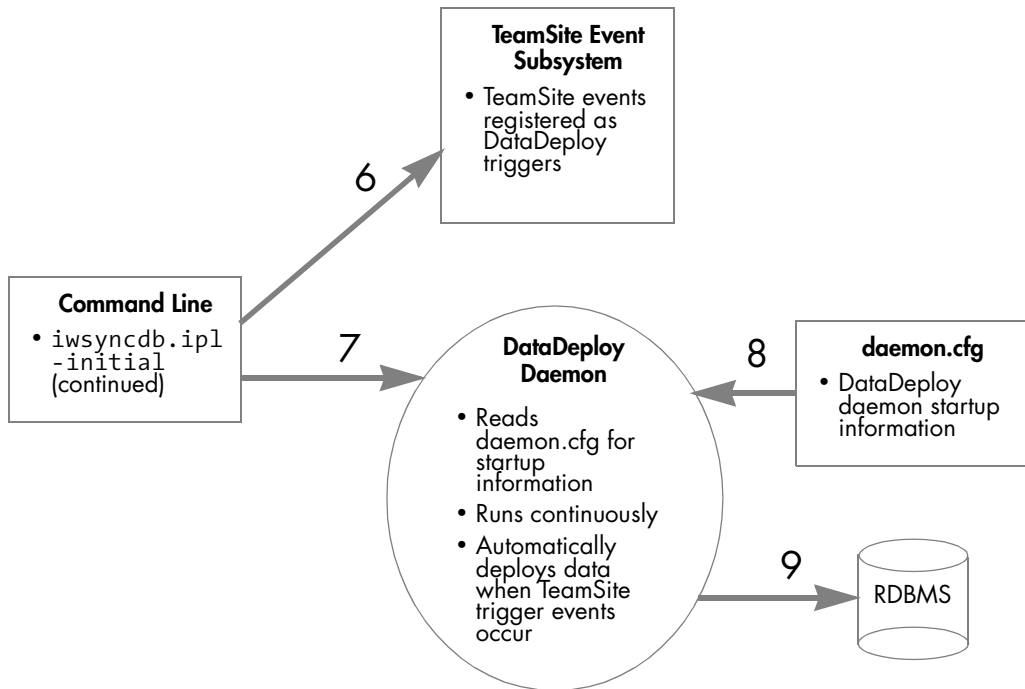 TeamSite Event
Subsystem
• TeamSite events
registered as
DataDeploy
triggers
6
Command Line
• iwsyncdb.ipl
-initial
(continued)
7
DataDeploy
Daemon
• Reads
daemon.cfg for
startup
information
• Runs continuously
• Automatically
deploys data
when TeamSite
trigger events
occur
8
daemon.cfg
• DataDeploy
daemon startup
information
9
RDBMS